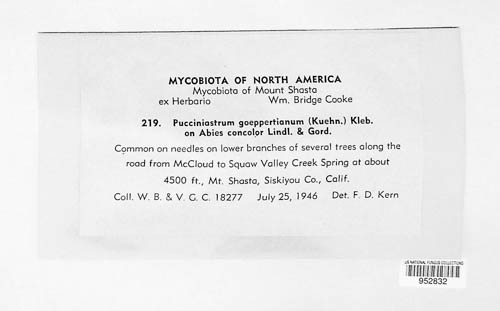 MYCOBIOTA OF NORTH AMERICA
Mycobiota of Mount Shasta
ex Herbario Wm. Bridge Cooke
219. Pucciniastrum goeppertianum (Kuehn.) Kleb.
on Abies concolor Lindl. & Gord.
Common on needles on lower branches of several trees along the
road from McCloud to Squaw Valley Creek Spring at about
4500 ft., Mt. Shasta, Siskiyou Co., Calif.
Coll. W. B. & V. G. C. 18277 July 25, 1946 Det. F. D. Kern
US NATIONAL FUNGUS COLLECTIONS
952832